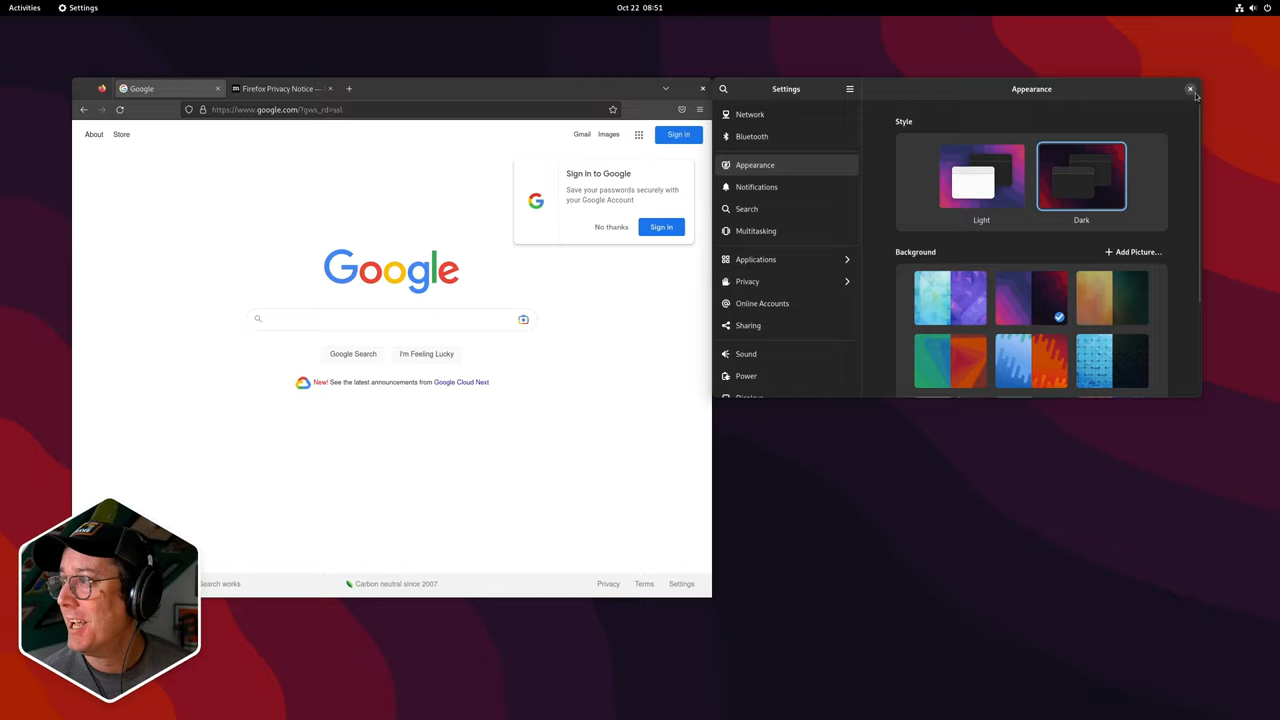 Activities
Settings
Oct 22 08:51
Google
Firefox Privacy Notice —
https://www.google.com/?gws_rd=ssl
About
Store
Gmail
Images
Sign in
Sign in to Google
Save your passwords securely with
your Google Account
No thanks
Sign in
Google
Google Search
I'm Feeling Lucky
New! See the latest announcements from Google Cloud Next
Search works
Carbon neutral since 2007
Privacy
Terms
Settings
Settings
Network
Bluetooth
Appearance
Notifications
Search
Multitasking
Applications
Privacy
Online Accounts
Sharing
Sound
Power
Displays
Appearance
Style
Light
Dark
Background
Add Picture...